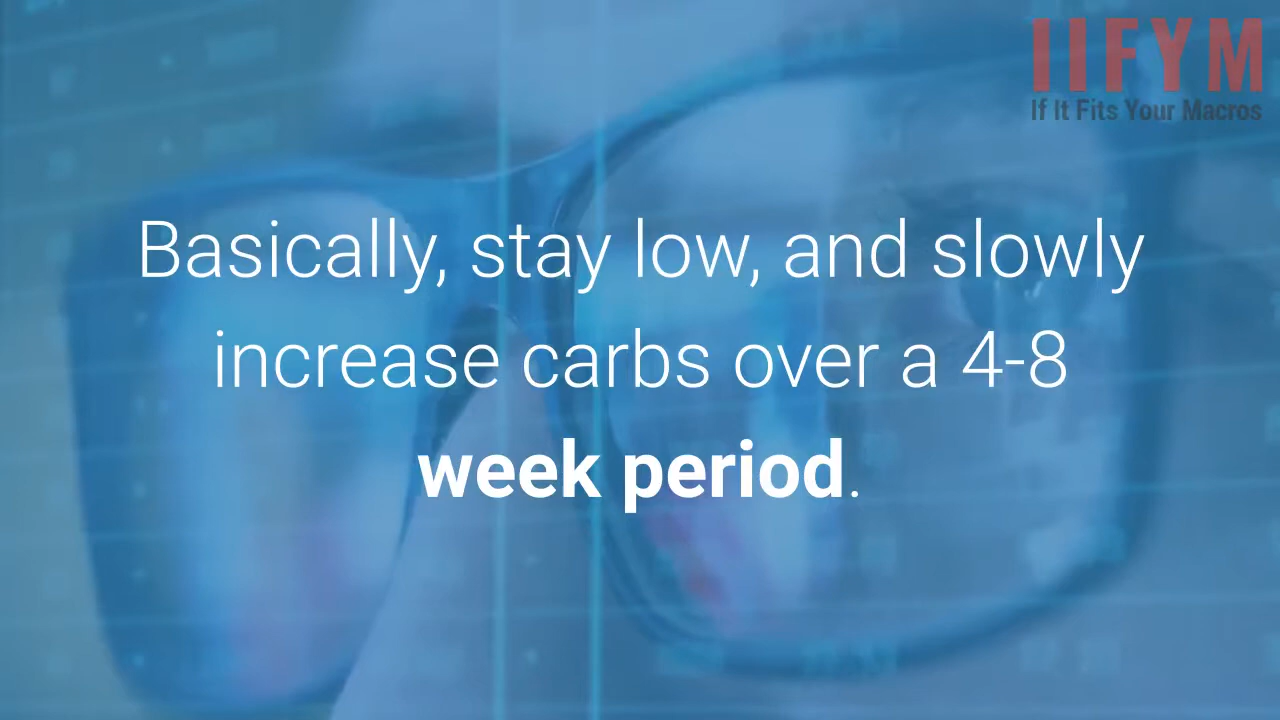 IIFYM
If It Fits Your Macros
Basically, stay low, and slowly
increase carbs over a 4-8
week period.